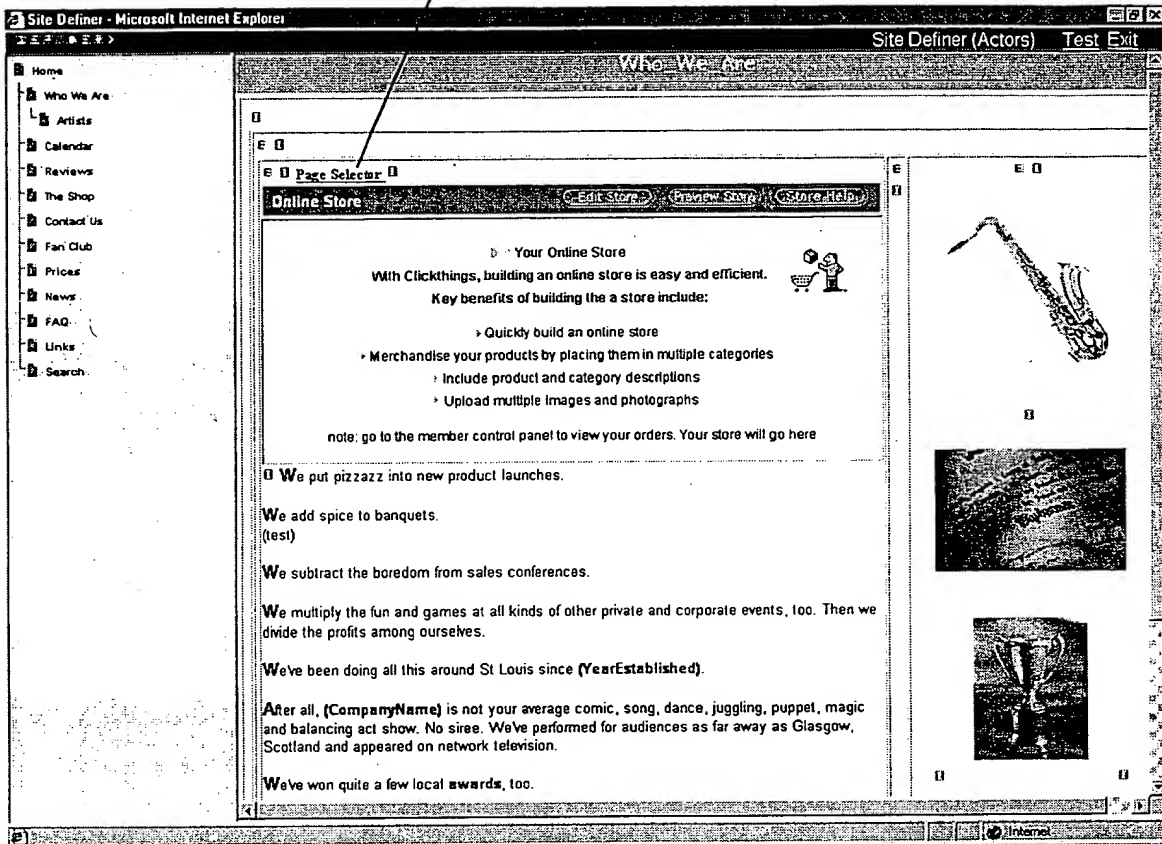 Site Definer - Microsoft Internet Explorer
Site Definer (Actors) Test Exit
Home
Who We Are
Artists
Calendar
Reviews
The Shop
Contact Us
Fan Club
Prices
News
FAQ
Links
Search
Who We Are
Page Selector
Online Store Edit Store Preview Store Store Help
Your Online Store
With Clickthings, building an online store is easy and efficient.
Key benefits of building the a store include:
› Quickly build an online store
› Merchandise your products by placing them in multiple categories
› Include product and category descriptions
› Upload multiple images and photographs
note: go to the member control panel to view your orders. Your store will go here
We put pizzazz into new product launches.
We add spice to banquets.
(test)
We subtract the boredom from sales conferences.
We multiply the fun and games at all kinds of other private and corporate events, too. Then we
divide the profits among ourselves.
We've been doing all this around St Louis since (YearEstablished).
After all, (CompanyName) is not your average comic, song, dance, juggling, puppet, magic
and balancing act show. No siree. We've performed for audiences as far away as Glasgow,
Scotland and appeared on network television.
We've won quite a few local awards, too.
Internet